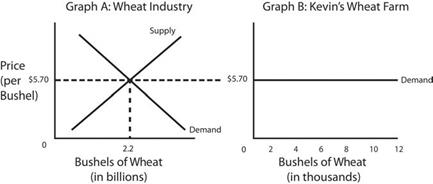 Graph A: Wheat Industry
Supply
Price
(per
Bushel)
$5.70
Demand
0
2.2
Bushels of Wheat
(in billions)
Graph B: Kevin's Wheat Farm
$5.70
Demand
0 2 4 6 8 10 12
Bushels of Wheat
(in thousands)